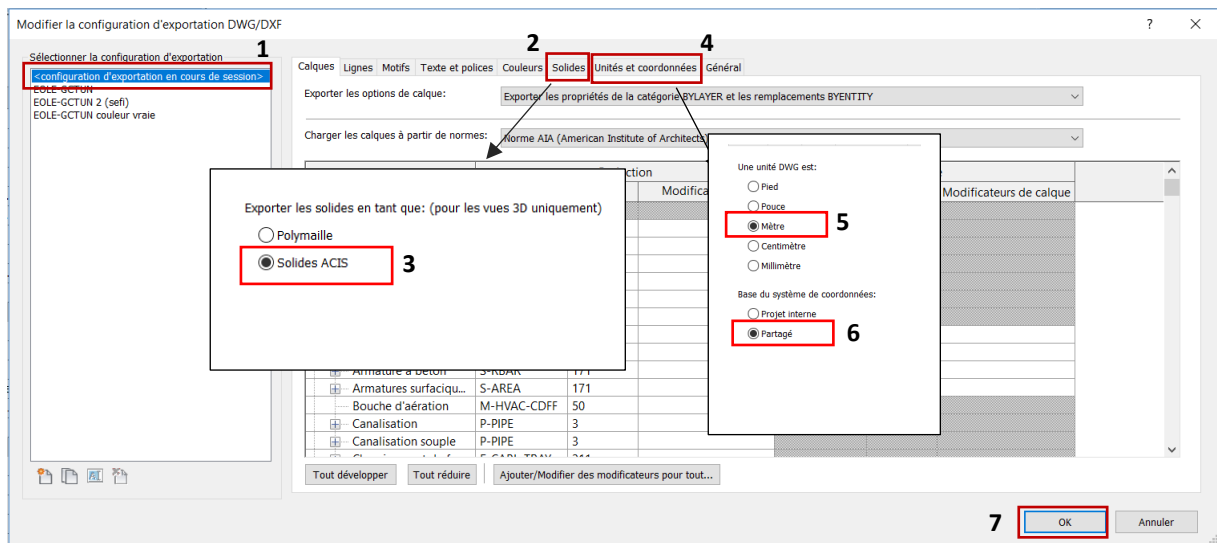 Modifier la configuration d'exportation DWG/DXF
?
Sélectionner la configuration d'exportation
1
<configuration d'exportation en cours de session>
EOLE-GCTUN
EOLE-GCTUN 2 (sefi)
EOLE-GCTUN couleur vraie
2
4
Calques Lignes Motifs Texte et polices Couleurs Solides Unités et coordonnées Général
Exporter les options de calque:
Exporter les propriétés de la catégorie BYLAYER et les remplacements BYENTITY
Charger les calques à partir de normes:
Norme AIA (American Institute of Architects)
ction
Modifica
Modificateurs de calque
Exporter les solides en tant que: (pour les vues 3D uniquement)
Polymaille
Solides ACIS
3
Une unité DWG est:
Pied
Pouce
Mètre
5
Centimètre
Millimètre
Base du système de coordonnées:
Projet interne
Partagé
6
Armature à béton S-RBAR 171
Armatures surfaciqu... S-AREA 171
Bouche d'aération M-HVAC-CDFF 50
Canalisation P-PIPE 3
Canalisation souple P-PIPE 3
Tout développer Tout réduire Ajouter/Modifier des modificateurs pour tout...
7
OK Annuler